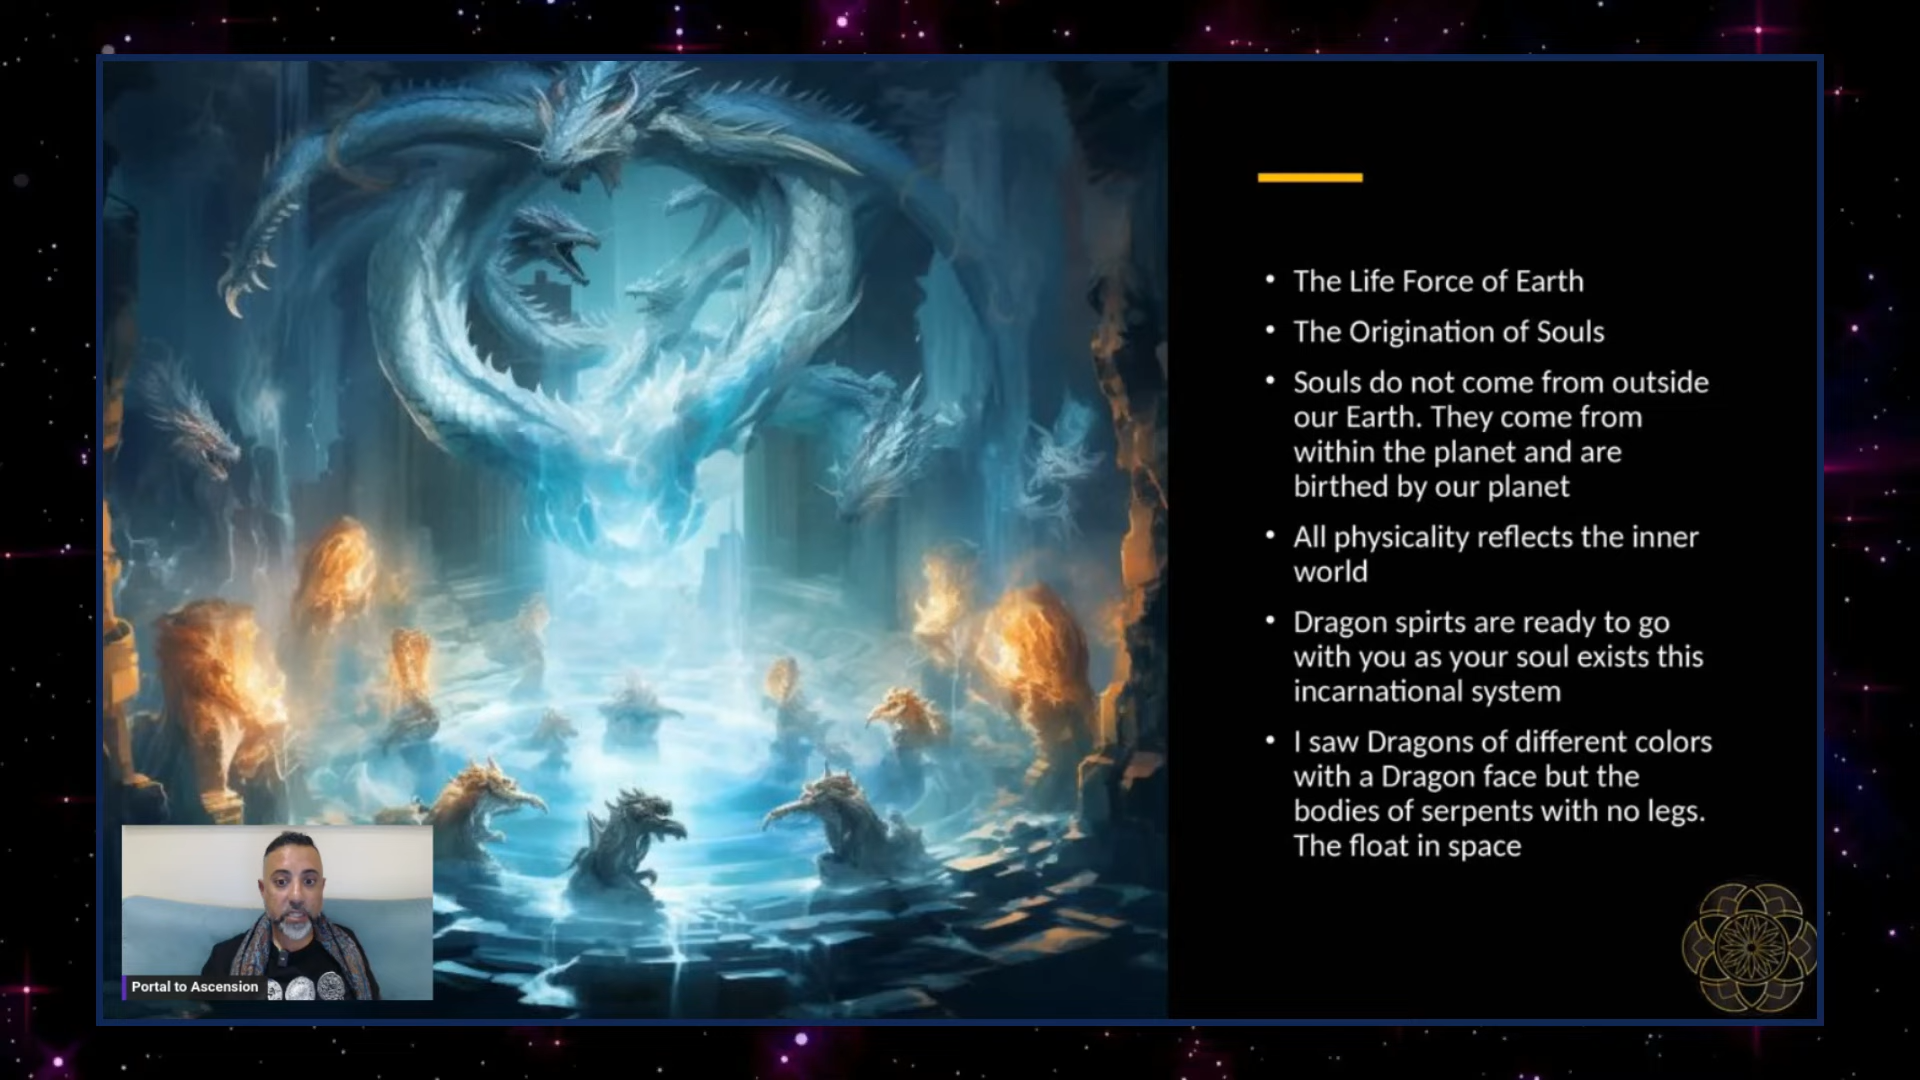 • The Life Force of Earth
• The Origination of Souls
• Souls do not come from outside
our Earth. They come from
within the planet and are
birthed by our planet
• All physicality reflects the inner
world
• Dragon spirts are ready to go
with you as your soul exists this
incarnational system
• I saw Dragons of different colors
with a Dragon face but the
bodies of serpents with no legs.
The float in space
Portal to Ascension